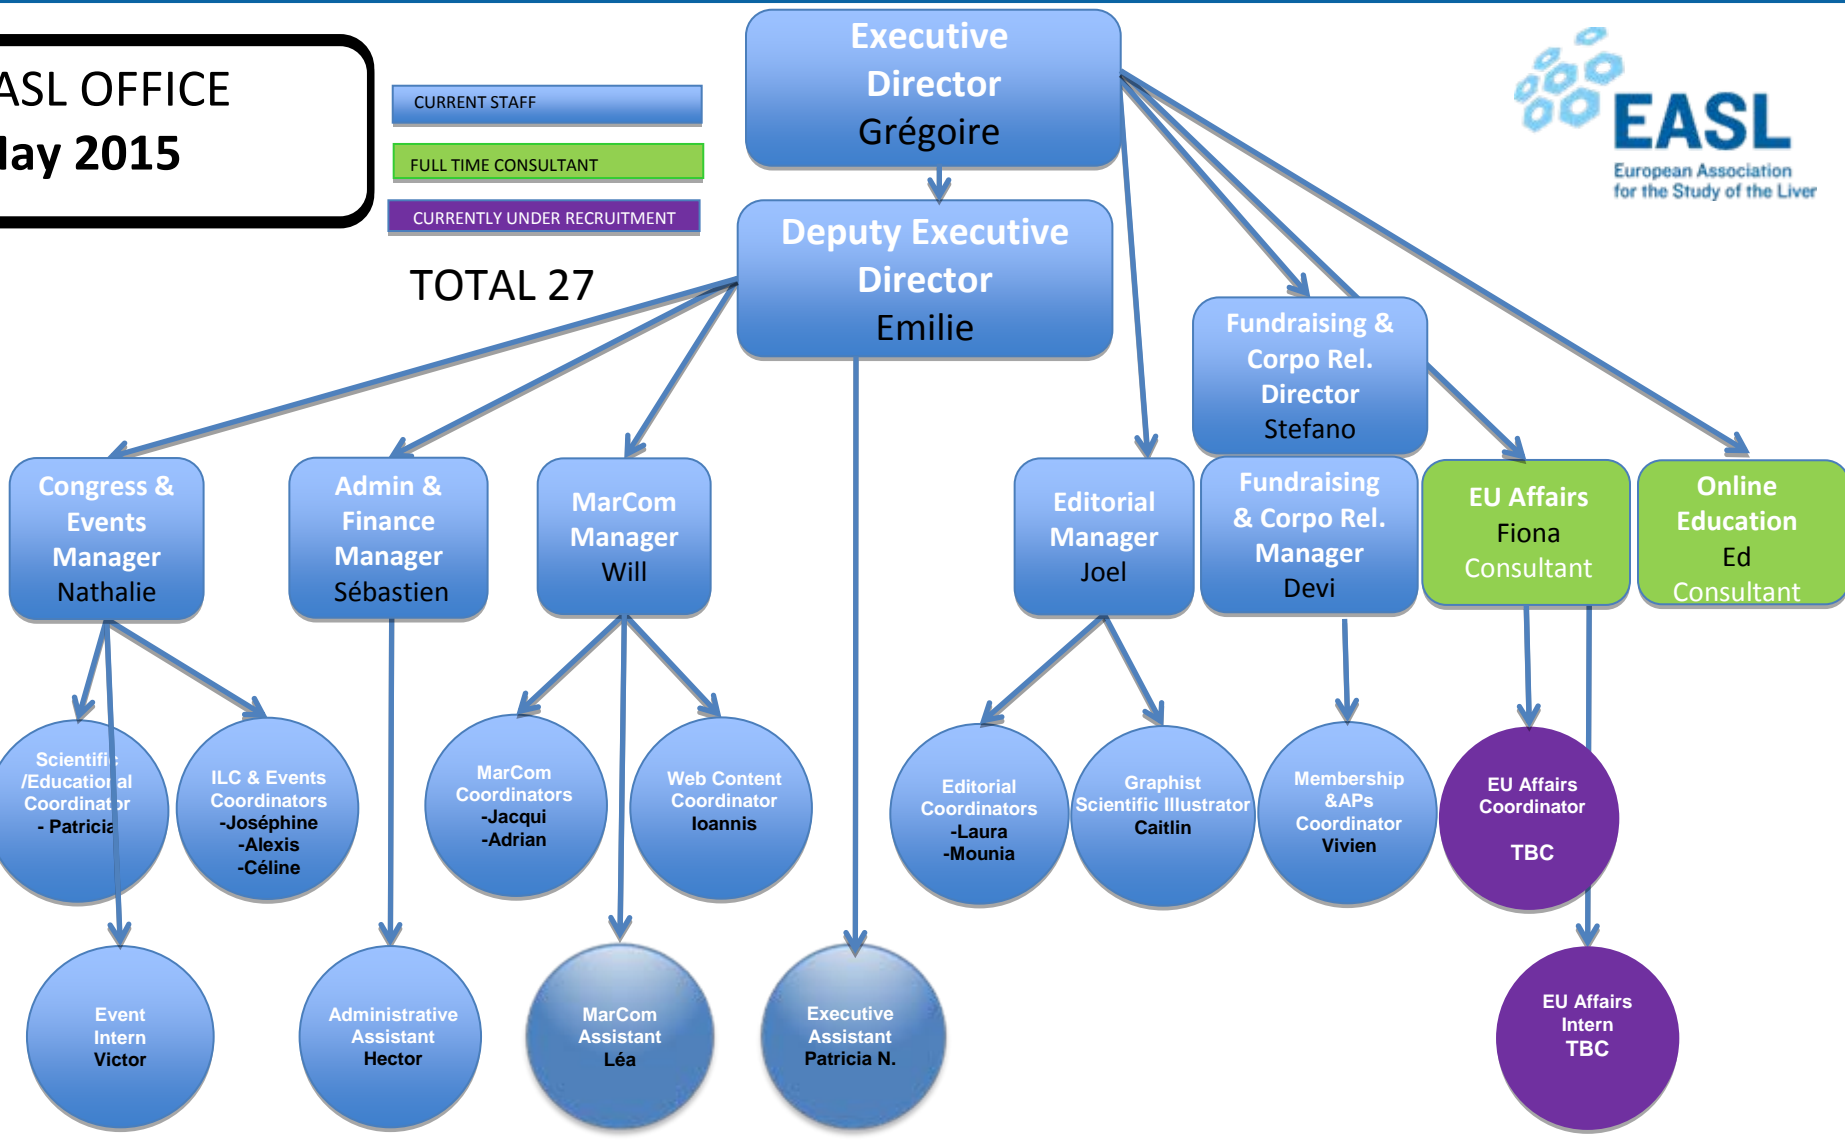 ASL OFFICE
May 2015
CURRENT STAFF
FULL TIME CONSULTANT
CURRENTLY UNDER RECRUITMENT
TOTAL 27
Executive
Director
Grégoire
EASL
European Association
for the Study of the Liver
Deputy Executive
Director
Emilie
Fundraising &
Corpo Rel.
Director
Stefano
Congress &
Events
Manager
Nathalie
Admin &
Finance
Manager
Sébastien
MarCom
Manager
Will
Editorial
Manager
Joel
Fundraising
& Corpo Rel.
Manager
Devi
EU Affairs
Fiona
Consultant
Online
Education
Ed
Consultant
Scientific
/Educational
Coordinator
- Patricia
ILC & Events
Coordinators
-Joséphine
-Alexis
-Céline
MarCom
Coordinators
-Jacqui
-Adrian
Web Content
Coordinator
Ioannis
Editorial
Coordinators
-Laura
-Mounia
Graphist
Scientific Illustrator
Caitlin
Membership
&APs
Coordinator
Vivien
EU Affairs
Coordinator
TBC
Event
Intern
Victor
Administrative
Assistant
Hector
MarCom
Assistant
Léa
Executive
Assistant
Patricia N.
EU Affairs
Intern
TBC